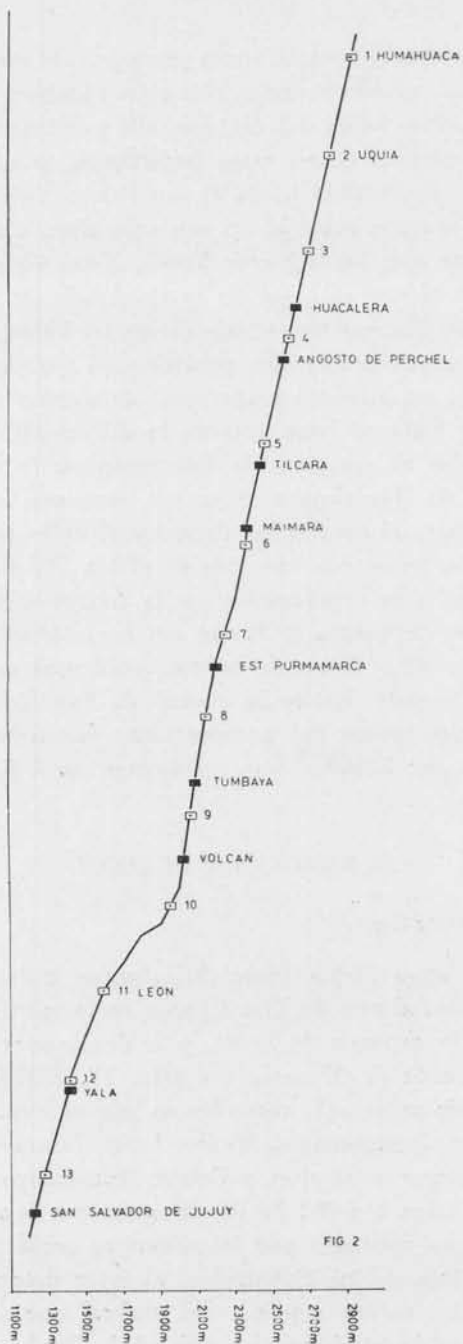 1 HUMAHUACA
2 UQUIA
3
HUACALERA
4
ANGOSTO DE PERCHEL
5
TILCARA
MAIMARA
6
7
EST PURMAMARCA
8
TUMBAYA
9
VOLCAN
10
11 LEON
12
YALA
13
SAN SALVADOR DE JUJUY
FIG 2
1100m
1300m
1500m
1700m
1900m
2100m
2300m
2500m
2700m
2900m